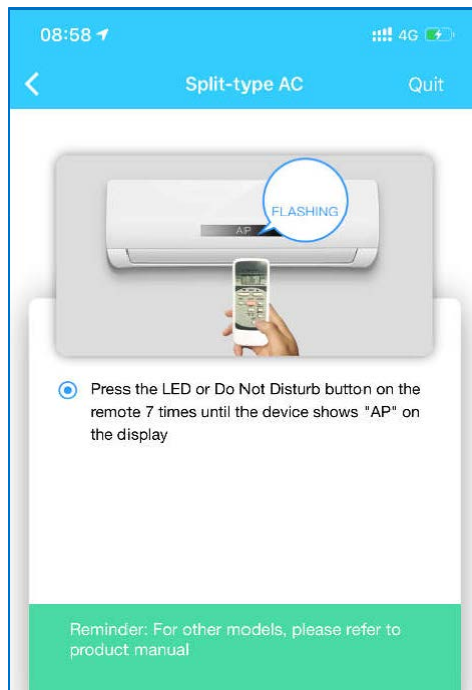 08:58
4G
Split-type AC
Quit
FLASHING
AP
Press the LED or Do Not Disturb button on the
remote 7 times until the device shows "AP" on
the display
Reminder: For other models, please refer to
product manual